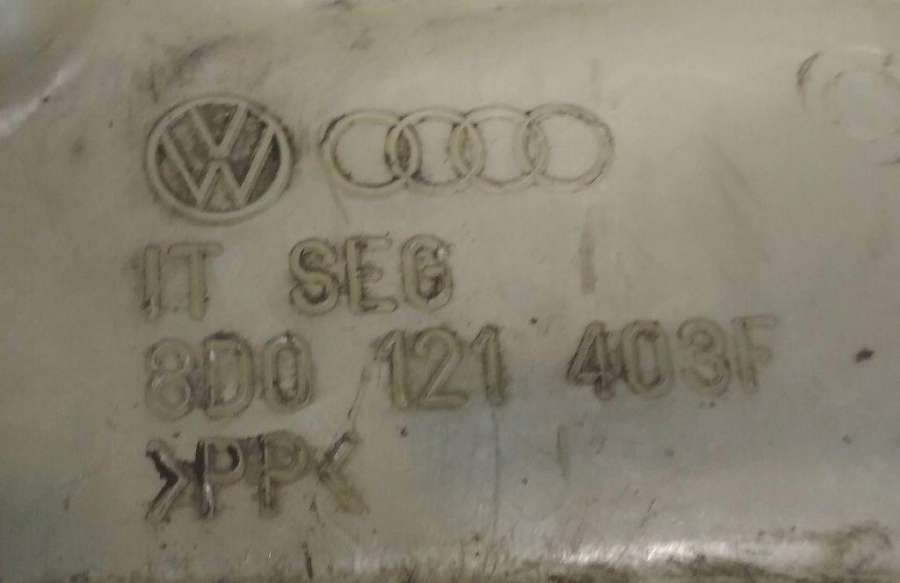 IT SEG
8D0 121 403F
>PP<